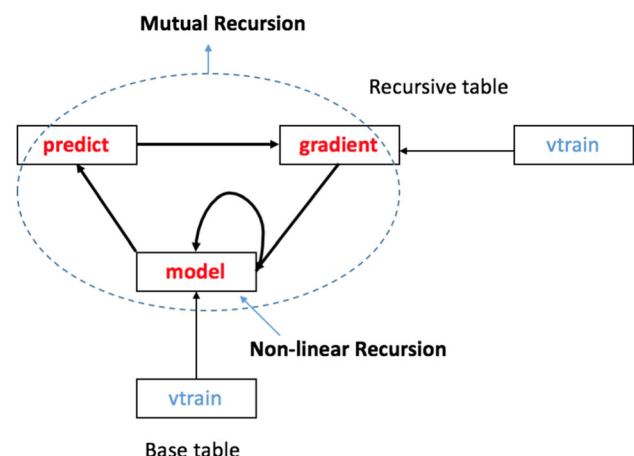 Mutual Recursion
Recursive table
predict
gradient
vtrain
model
Non-linear Recursion
vtrain
Base table